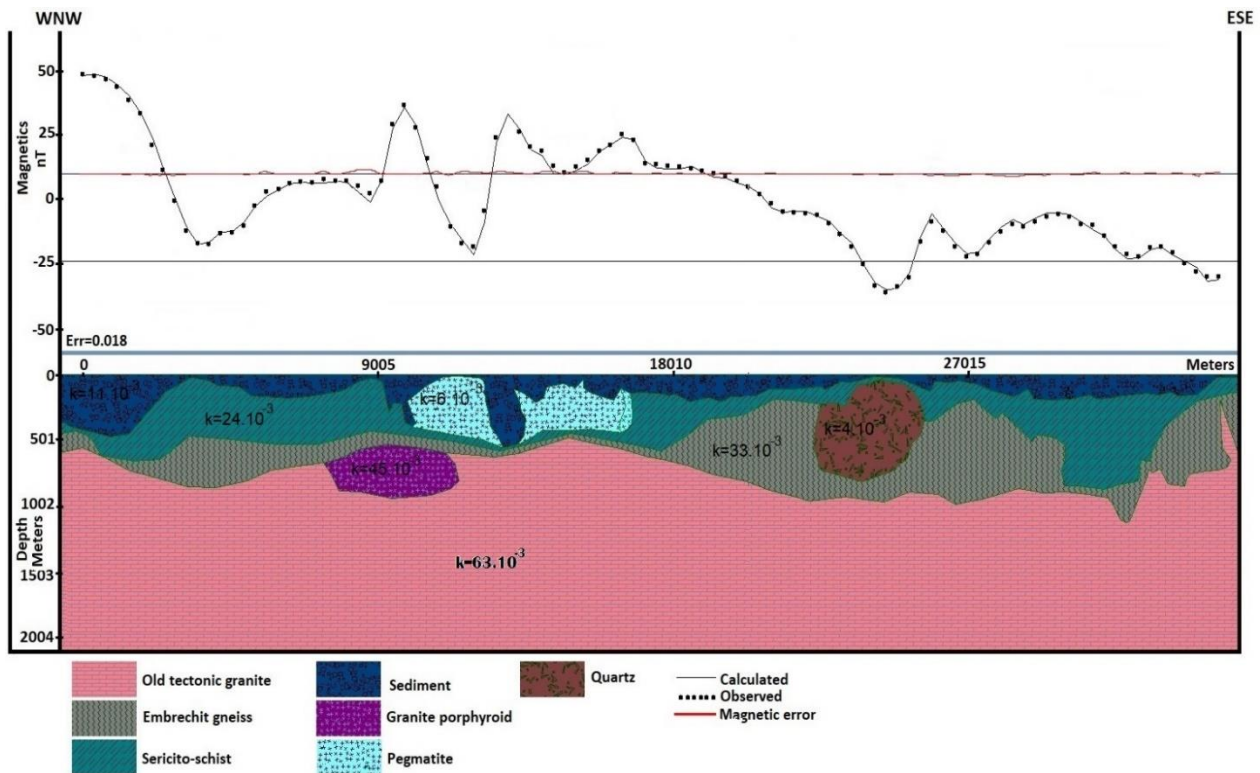 WNW
ESE
50
25
0
-25
-50
Magnetics
nT
Err=0.018
0 9005 18010 27015 Meters
0
501
1002
1503
2004
Depth
Meters
k=11.10
k=24.10⁻³
k=6.10⁻³
k=45.10⁻³
k=33.10⁻³
k=4.10⁻³
k=63.10⁻³
Old tectonic granite
Embrechit gneiss
Sericito-schist
Sediment
Granite porphyroid
Pegmatite
Quartz
Calculated
Observed
Magnetic error